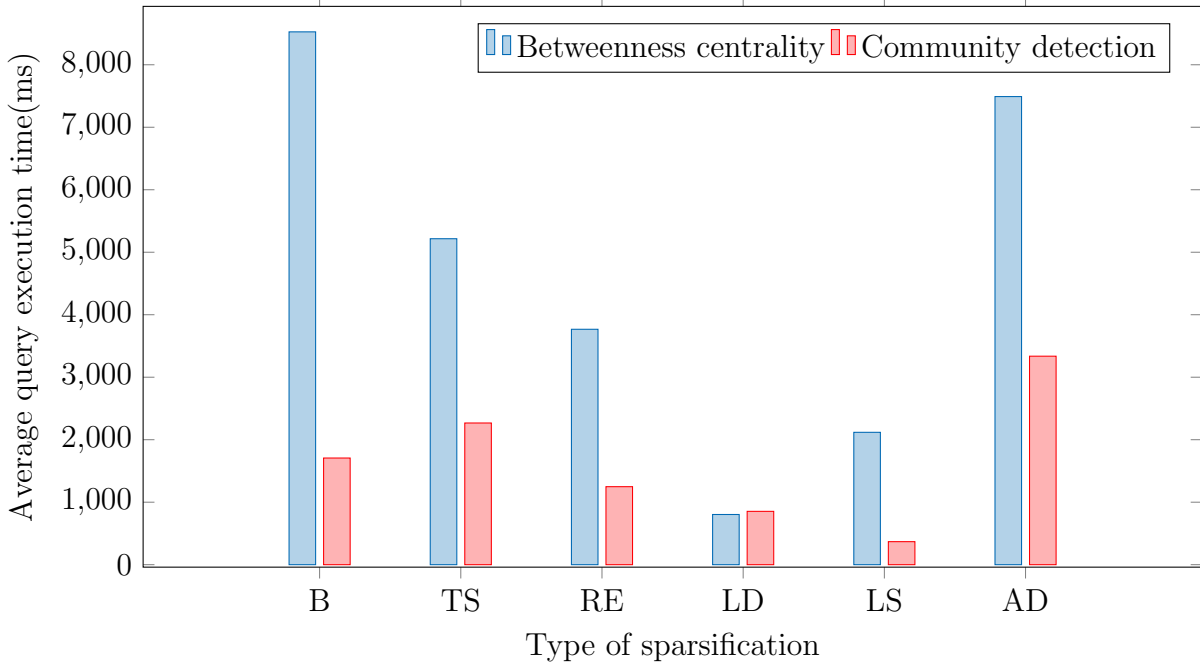 Betweenness centrality Community detection
Average query execution time(ms)
8,000
7,000
6,000
5,000
4,000
3,000
2,000
1,000
0
B TS RE LD LS AD
Type of sparsification